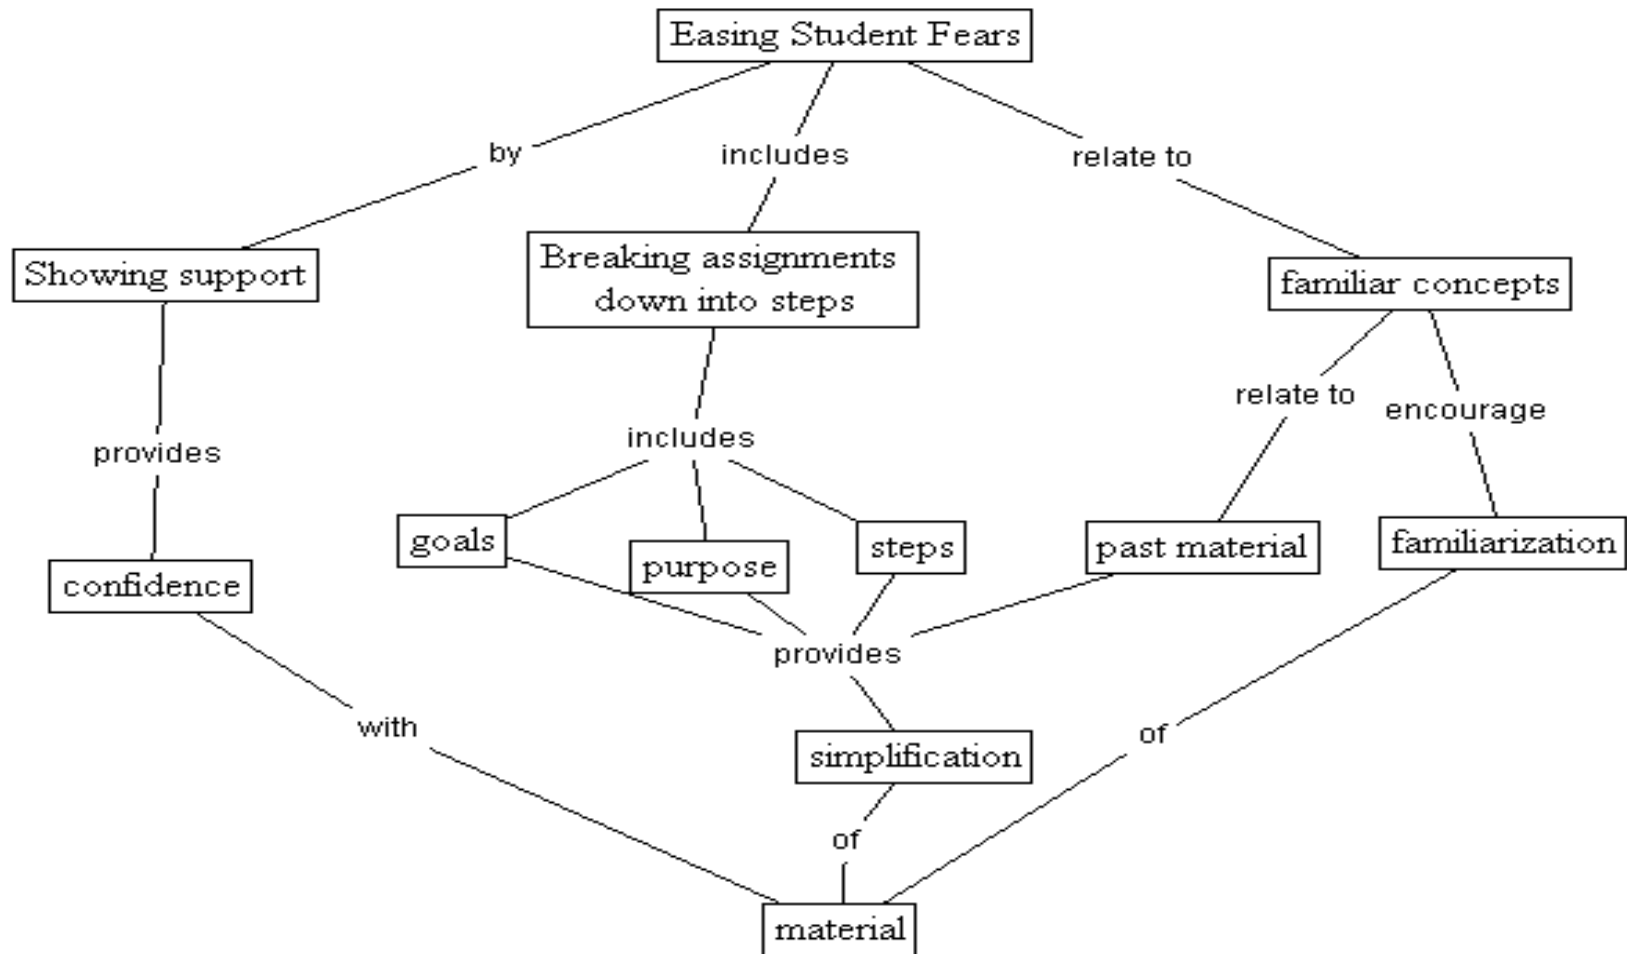 Easing Student Fears
by
includes
relate to
Showing support
Breaking assignments
down into steps
familiar concepts
relate to
encourage
provides
includes
goals
purpose
steps
past material
familiarization
confidence
provides
with
simplification
of
of
material